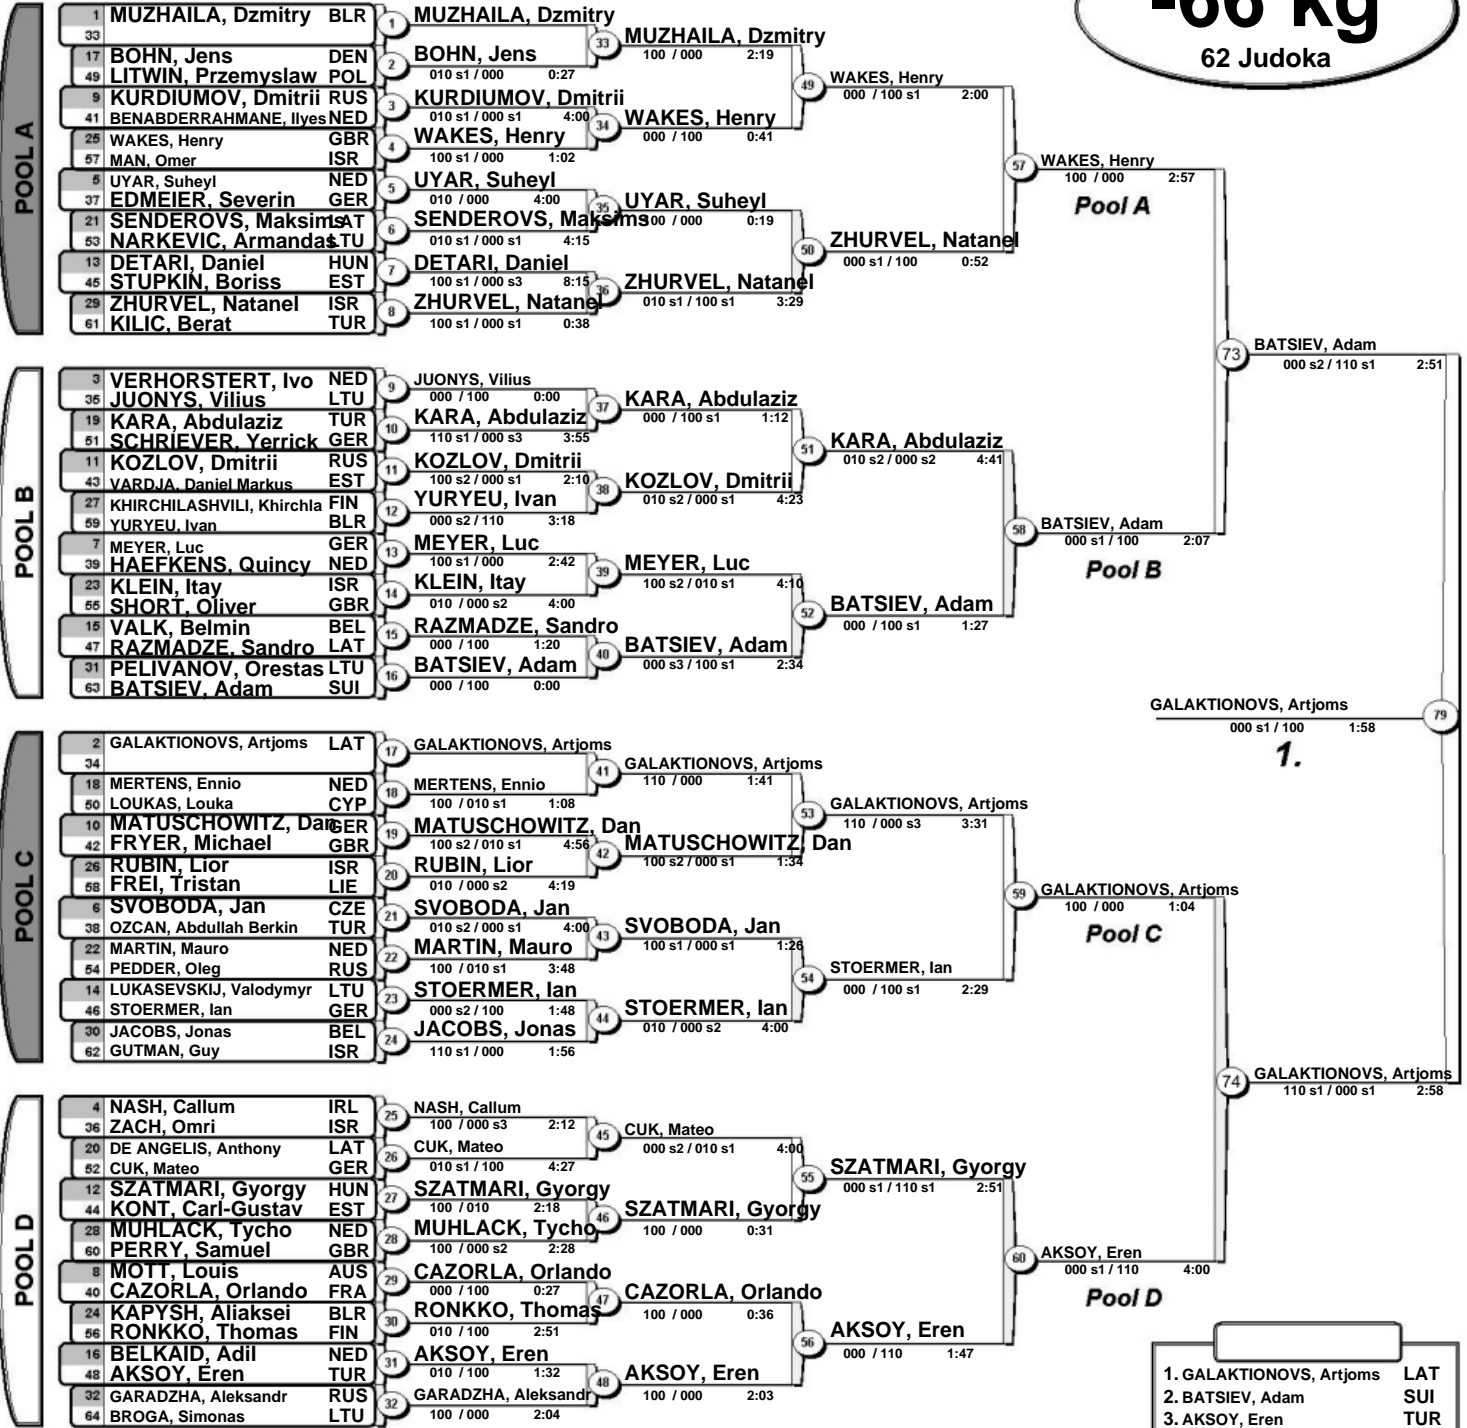 -66 kg
62 Judoka
POOL A
1 MUZHAILA, Dzmitry BLR
33
17 BOHN, Jens DEN
49 LITWIN, Przemyslaw POL
9 KURDIUMOV, Dmitrii RUS
41 BENABDERRAHMANE, Ilyes NED
25 WAKES, Henry GBR
57 MAN, Omer ISR
5 UYAR, Suheyl NED
37 EDMEIER, Severin GER
21 SENDEROVS, Maksims LAT
53 NARKEVIC, Armandas LTU
13 DETARI, Daniel HUN
45 STUPKIN, Boriss EST
29 ZHURVEL, Natanel ISR
61 KILIC, Berat TUR
1 MUZHAILA, Dzmitry
2 BOHN, Jens
010 s1 / 000 0:27
3 KURDIUMOV, Dmitrii
010 s1 / 000 s1 4:00
4 WAKES, Henry
100 s1 / 000 1:02
5 UYAR, Suheyl
010 / 000 4:00
6 SENDEROVS, Maksims
010 s1 / 000 s1 4:15
7 DETARI, Daniel
100 s1 / 000 s3 8:15
8 ZHURVEL, Natanel
100 s1 / 000 s1 0:38
33 MUZHAILA, Dzmitry
100 / 000 2:19
34 WAKES, Henry
000 / 100 0:41
35 UYAR, Suheyl
100 / 000 0:19
36 ZHURVEL, Natanel
010 s1 / 100 s1 3:29
49 WAKES, Henry
000 / 100 s1 2:00
50 ZHURVEL, Natanel
000 s1 / 100 0:52
57 WAKES, Henry
100 / 000 2:57
Pool A
POOL B
3 VERHORSTERT, Ivo NED
35 JUONYS, Vilius LTU
19 KARA, Abdulaziz TUR
51 SCHRIEVER, Yerrick GER
11 KOZLOV, Dmitrii RUS
43 VARDJA, Daniel Markus EST
27 KHIRCHILASHVILI, Khirchla FIN
59 YURYEU, Ivan BLR
7 MEYER, Luc GER
39 HAEFKENS, Quincy NED
23 KLEIN, Itay ISR
55 SHORT, Oliver GBR
15 VALK, Belmin BEL
47 RAZMADZE, Sandro LAT
31 PELIVANOV, Orestas LTU
63 BATSIEV, Adam SUI
9 JUONYS, Vilius
000 / 100 0:00
10 KARA, Abdulaziz
110 s1 / 000 s3 3:55
11 KOZLOV, Dmitrii
100 s2 / 000 s1 2:10
12 YURYEU, Ivan
000 s2 / 110 3:18
13 MEYER, Luc
100 s1 / 000 2:42
14 KLEIN, Itay
010 / 000 s2 4:00
15 RAZMADZE, Sandro
000 / 100 1:20
16 BATSIEV, Adam
000 / 100 0:00
37 KARA, Abdulaziz
000 / 100 s1 1:12
38 KOZLOV, Dmitrii
010 s2 / 000 s1 4:23
39 MEYER, Luc
100 s2 / 010 s1 4:10
40 BATSIEV, Adam
000 s3 / 100 s1 2:34
51 KARA, Abdulaziz
010 s2 / 000 s2 4:41
52 BATSIEV, Adam
000 / 100 s1 1:27
58 BATSIEV, Adam
000 s1 / 100 2:07
Pool B
73 BATSIEV, Adam
000 s2 / 110 s1 2:51
GALAKTIONOVS, Artjoms 79
000 s1 / 100 1:58
1.
POOL C
2 GALAKTIONOVS, Artjoms LAT
34
18 MERTENS, Ennio NED
50 LOUKAS, Louka CYP
10 MATUSCHOWITZ, Dan GER
42 FRYER, Michael GBR
26 RUBIN, Lior ISR
58 FREI, Tristan LIE
6 SVOBODA, Jan CZE
38 OZCAN, Abdullah Berkin TUR
22 MARTIN, Mauro NED
54 PEDDER, Oleg RUS
14 LUKASEVSKIJ, Valodymyr LTU
46 STOERMER, Ian GER
30 JACOBS, Jonas BEL
62 GUTMAN, Guy ISR
17 GALAKTIONOVS, Artjoms
18 MERTENS, Ennio
100 / 010 s1 1:08
19 MATUSCHOWITZ, Dan
100 s2 / 010 s1 4:56
20 RUBIN, Lior
010 / 000 s2 4:19
21 SVOBODA, Jan
010 s2 / 000 s1 4:00
22 MARTIN, Mauro
100 / 010 s1 3:48
23 STOERMER, Ian
000 s2 / 100 1:48
24 JACOBS, Jonas
110 s1 / 000 1:56
41 GALAKTIONOVS, Artjoms
110 / 000 1:41
42 MATUSCHOWITZ, Dan
100 s2 / 000 s1 1:34
43 SVOBODA, Jan
100 s1 / 000 s1 1:26
44 STOERMER, Ian
010 / 000 s2 4:00
53 GALAKTIONOVS, Artjoms
110 / 000 s3 3:31
54 STOERMER, Ian
000 / 100 s1 2:29
59 GALAKTIONOVS, Artjoms
100 / 000 1:04
Pool C
74 GALAKTIONOVS, Artjoms
110 s1 / 000 s1 2:58
POOL D
4 NASH, Callum IRL
36 ZACH, Omri ISR
20 DE ANGELIS, Anthony LAT
52 CUK, Mateo GER
12 SZATMARI, Gyorgy HUN
44 KONT, Carl-Gustav EST
28 MUHLACK, Tycho NED
60 PERRY, Samuel GBR
8 MOTT, Louis AUS
40 CAZORLA, Orlando FRA
24 KAPYSH, Aliaksei BLR
56 RONKKO, Thomas FIN
16 BELKAID, Adil NED
48 AKSOY, Eren TUR
32 GARADZHA, Aleksandr RUS
64 BROGA, Simonas LTU
25 NASH, Callum
100 / 000 s3 2:12
26 CUK, Mateo
010 s1 / 100 4:27
27 SZATMARI, Gyorgy
100 / 010 2:18
28 MUHLACK, Tycho
100 / 000 s2 2:28
29 CAZORLA, Orlando
000 / 100 0:27
30 RONKKO, Thomas
010 / 100 2:51
31 AKSOY, Eren
010 / 100 1:32
32 GARADZHA, Aleksandr
100 / 000 2:04
45 CUK, Mateo
000 s2 / 010 s1 4:00
46 SZATMARI, Gyorgy
100 / 000 0:31
47 CAZORLA, Orlando
100 / 000 0:36
48 AKSOY, Eren
100 / 000 2:03
55 SZATMARI, Gyorgy
000 s1 / 110 s1 2:51
56 AKSOY, Eren
000 / 110 1:47
60 AKSOY, Eren
000 s1 / 110 4:00
Pool D
1. GALAKTIONOVS, Artjoms LAT
2. BATSIEV, Adam SUI
3. AKSOY, Eren TUR